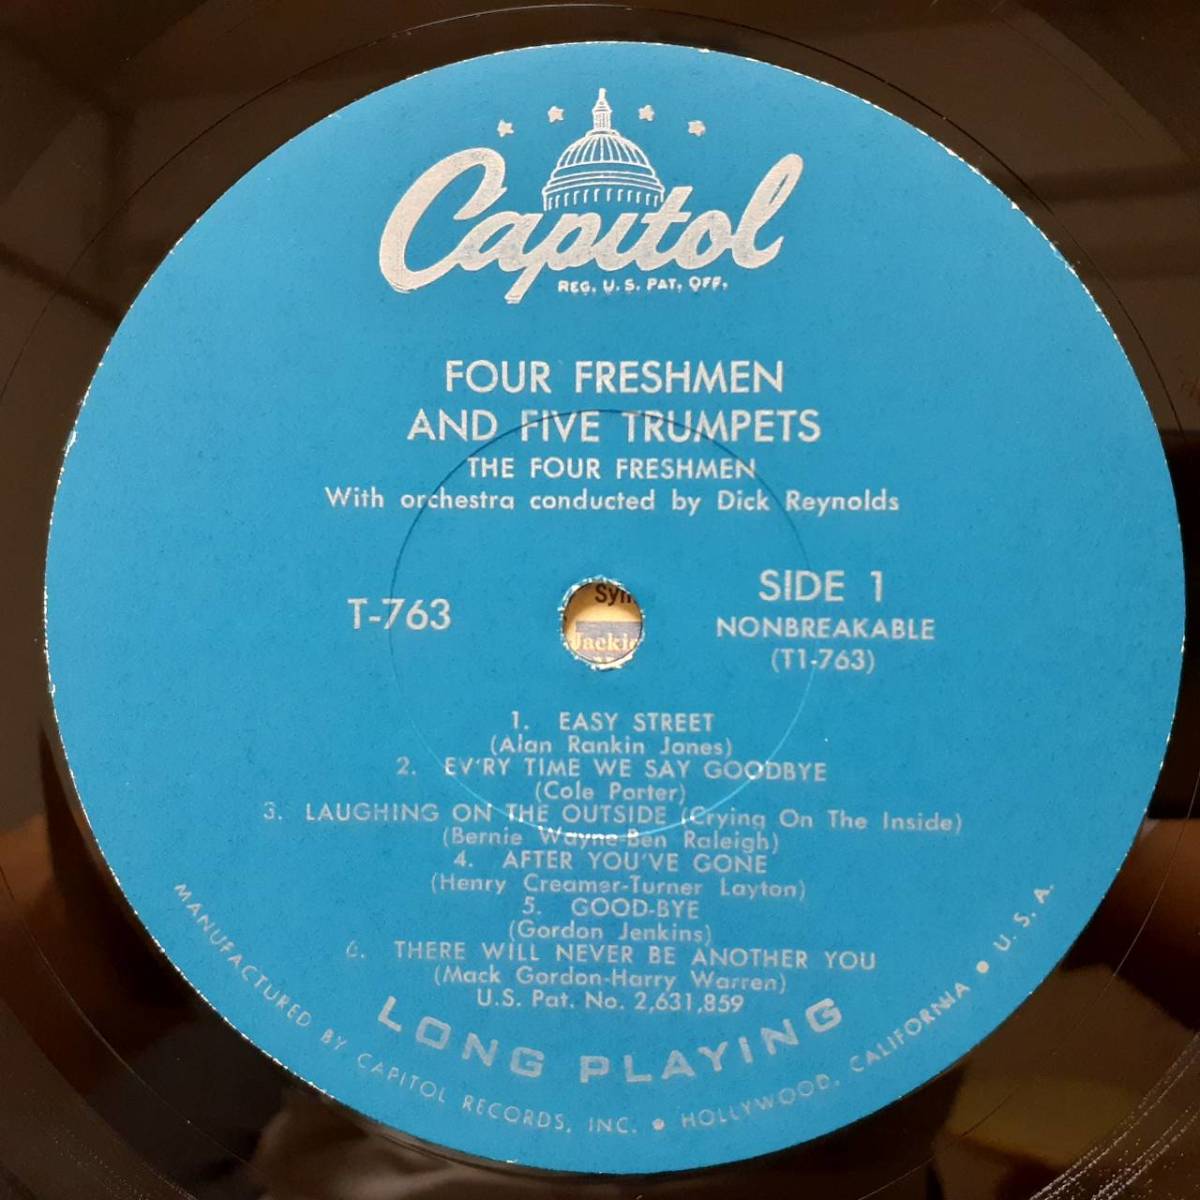 Capitol
REG. U.S. PAT. OFF.
FOUR FRESHMEN
AND FIVE TRUMPETS
THE FOUR FRESHMEN
With orchestra conducted by Dick Reynolds
T-763
SIDE 1
NONBREAKABLE
(T1-763)
Jackie
1. EASY STREET
(Alan Rankin Jones)
2. EV'RY TIME WE SAY GOODBYE
(Cole Porter)
3. LAUGHING ON THE OUTSIDE (Crying On The Inside)
(Bernie Wayne-Ben Raleigh)
4. AFTER YOU'VE GONE
(Henry Creamer-Turner Layton)
5. GOOD-BYE
(Gordon Jenkins)
6. THERE WILL NEVER BE ANOTHER YOU
(Mack Gordon-Harry Warren)
U.S. Pat. No. 2,631,859
LONG PLAYING
MANUFACTURED BY CAPITOL RECORDS, INC. • HOLLYWOOD, CALIFORNIA • U.S.A.